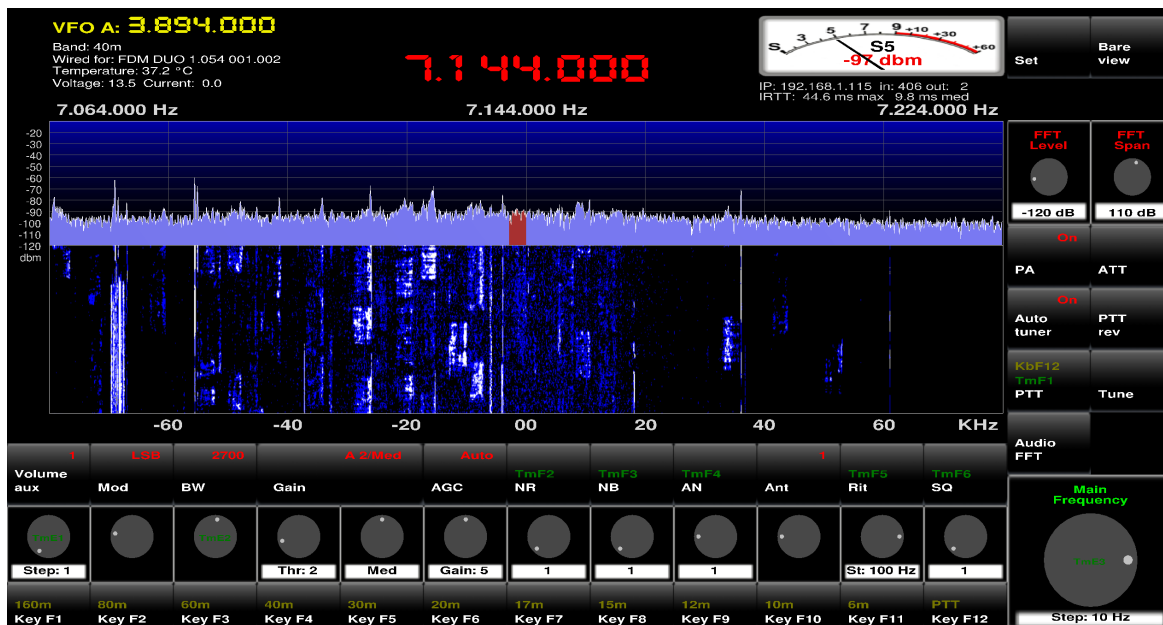 VFO A: 3.894.000
Band: 40m
Wired for: FDM DUO 1.054 001.002
Temperature: 37.2 °C
Voltage: 13.5 Current: 0.0
7.144.000
S 3 5 7 9 +10 +30 +60
S5
-97 dbm
IP: 192.168.1.115 in: 406 out: 2
IRTT: 44.6 ms max 9.8 ms med
Set
Bare view
7.064.000 Hz 7.144.000 Hz 7.224.000 Hz
-20
-30
-40
-50
-60
-70
-80
-90
-100
-110
-120
dbm
-60 -40 -20 00 20 40 60 KHz
FFT Level
-120 dB
FFT Span
110 dB
On
PA
ATT
On
Auto tuner
PTT rev
KbF12
TmF1
PTT
Tune
Audio FFT
I LSB 2700 A 2/Med Auto TmF2 TmF3 TmF4 I TmF5 TmF6
Volume aux Mod BW Gain AGC NR NB AN Ant Rit SQ
Step: 1 Thr: 2 Med Gain: 5 1 1 1 St: 100 Hz 1
Main Frequency
Step: 10 Hz
160m 80m 60m 40m 30m 20m 17m 15m 12m 10m 6m PTT
Key F1 Key F2 Key F3 Key F4 Key F5 Key F6 Key F7 Key F8 Key F9 Key F10 Key F11 Key F12